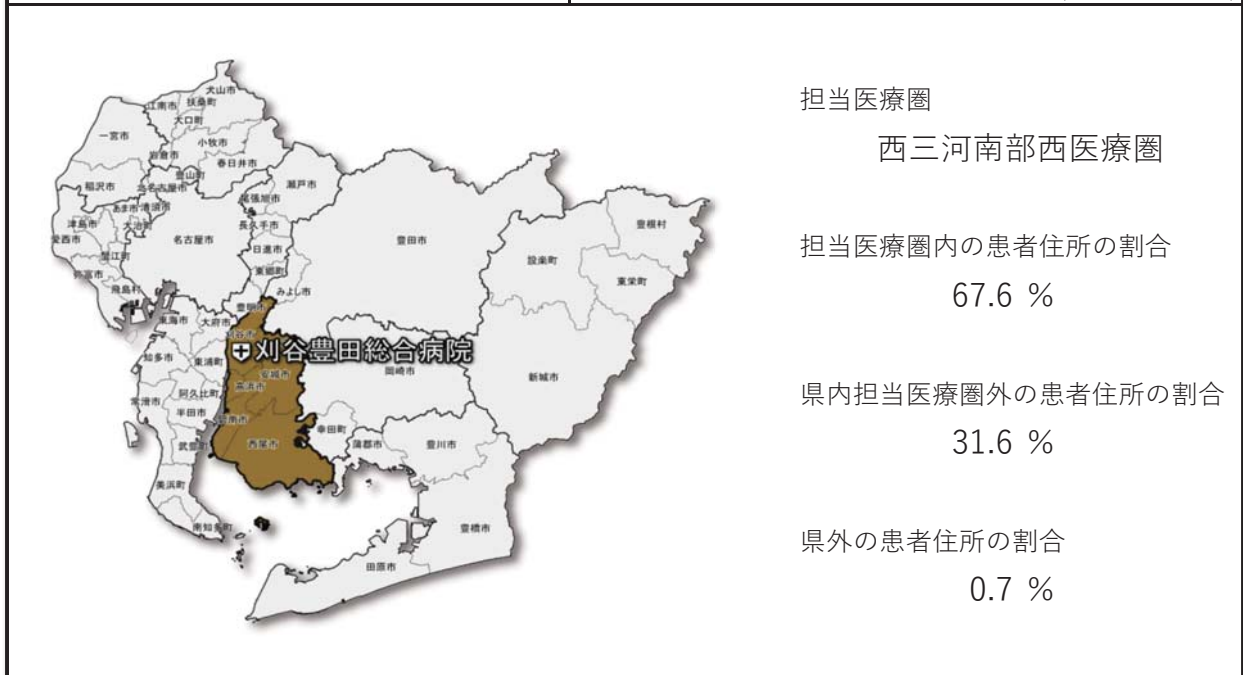 犬山市
江南市
扶桑町
大口町
一宮市
小牧市
岩倉市
春日井市
豊山町
稲沢市
北名古屋市
瀬戸市
尾張旭市
あま市
清須市
津島市
大治町
長久手市
愛西市
名古屋市
日進市
蟹江町
東郷町
弥富市
飛島村
みよし市
豊田市
豊根村
設楽町
東栄町
豊明市
東海市
大府市
刈谷市
刈谷豊田総合病院
知多市
東浦町
安城市
岡崎市
新城市
高浜市
阿久比町
常滑市
半田市
碧南市
幸田町
武豊町
西尾市
蒲郡市
豊川市
美浜町
南知多町
豊橋市
田原市
担当医療圏
西三河南部西医療圏
担当医療圏内の患者住所の割合
67.6 %
県内担当医療圏外の患者住所の割合
31.6 %
県外の患者住所の割合
0.7 %